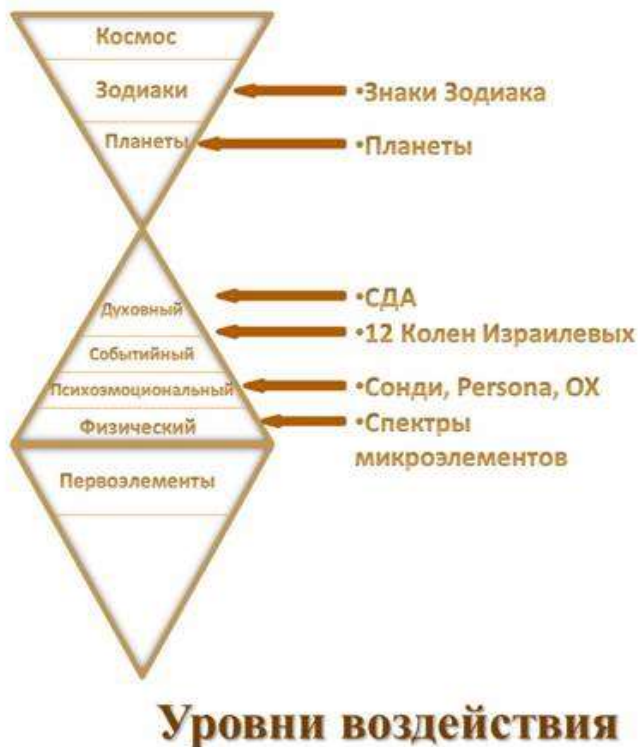 Космос
Зодиаки
•Знаки Зодиака
Планеты
•Планеты
•СДА
Духовный
•12 Колен Израилевых
Событийный
Психоэмоциональный
•Сонди, Persona, ОХ
Физический
•Спектры
микроэлементов
Первоэлементы
Уровни воздействия